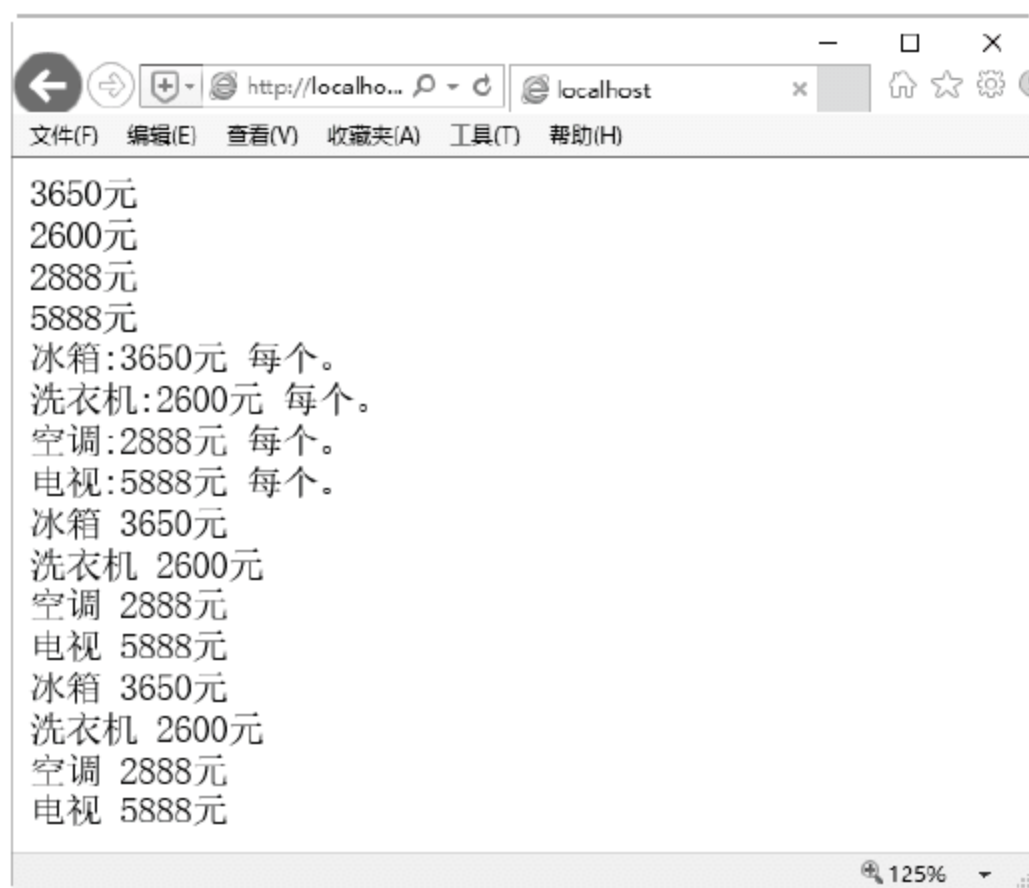 http://localho...
localhost
文件(F) 编辑(E) 查看(V) 收藏夹(A) 工具(T) 帮助(H)
3650元
2600元
2888元
5888元
冰箱:3650元 每个。
洗衣机:2600元 每个。
空调:2888元 每个。
电视:5888元 每个。
冰箱 3650元
洗衣机 2600元
空调 2888元
电视 5888元
冰箱 3650元
洗衣机 2600元
空调 2888元
电视 5888元
125%